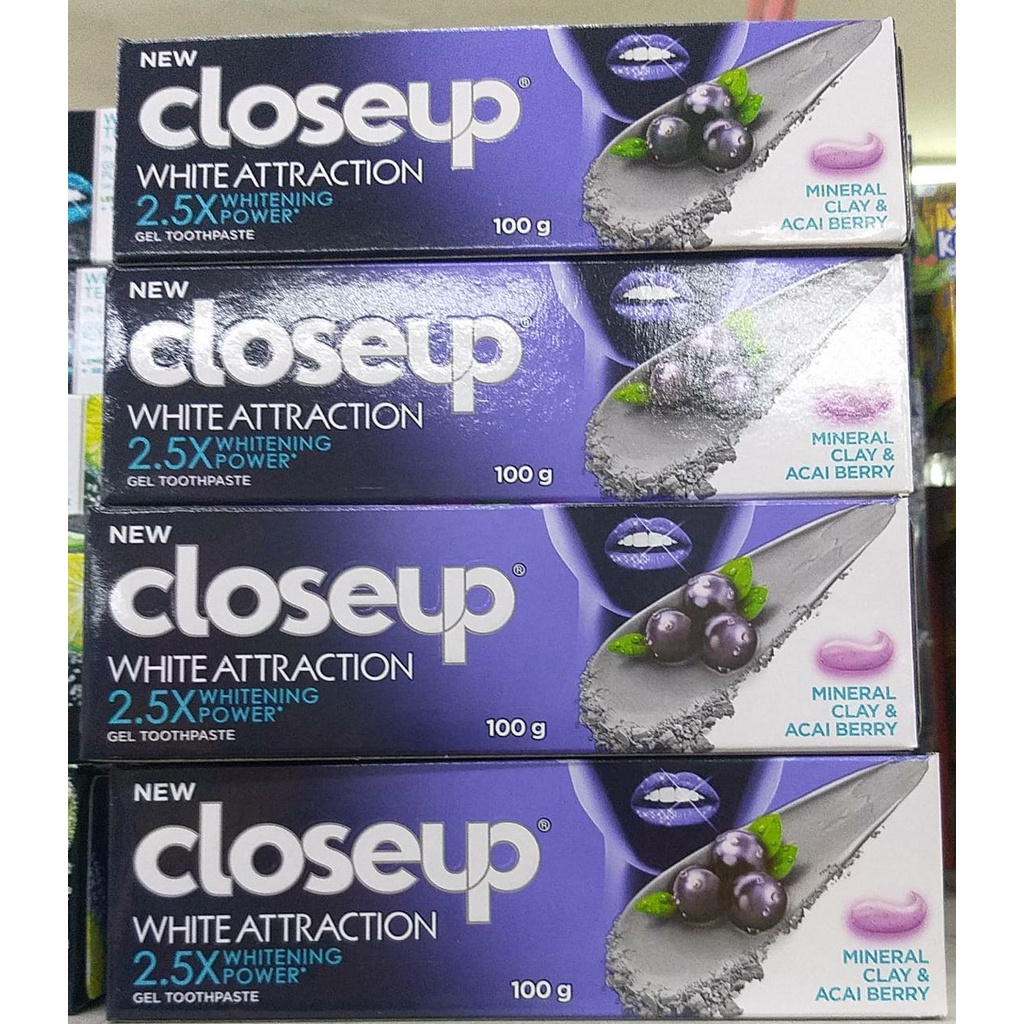 NEW
closeup®
WHITE ATTRACTION
2.5X WHITENING POWER*
GEL TOOTHPASTE
100 g
MINERAL
CLAY &
ACAI BERRY
NEW
closeup®
WHITE ATTRACTION
2.5X WHITENING POWER*
GEL TOOTHPASTE
100 g
MINERAL
CLAY &
ACAI BERRY
NEW
closeup®
WHITE ATTRACTION
2.5X WHITENING POWER*
GEL TOOTHPASTE
100 g
MINERAL
CLAY &
ACAI BERRY
NEW
closeup®
WHITE ATTRACTION
2.5X WHITENING POWER*
GEL TOOTHPASTE
100 g
MINERAL
CLAY &
ACAI BERRY